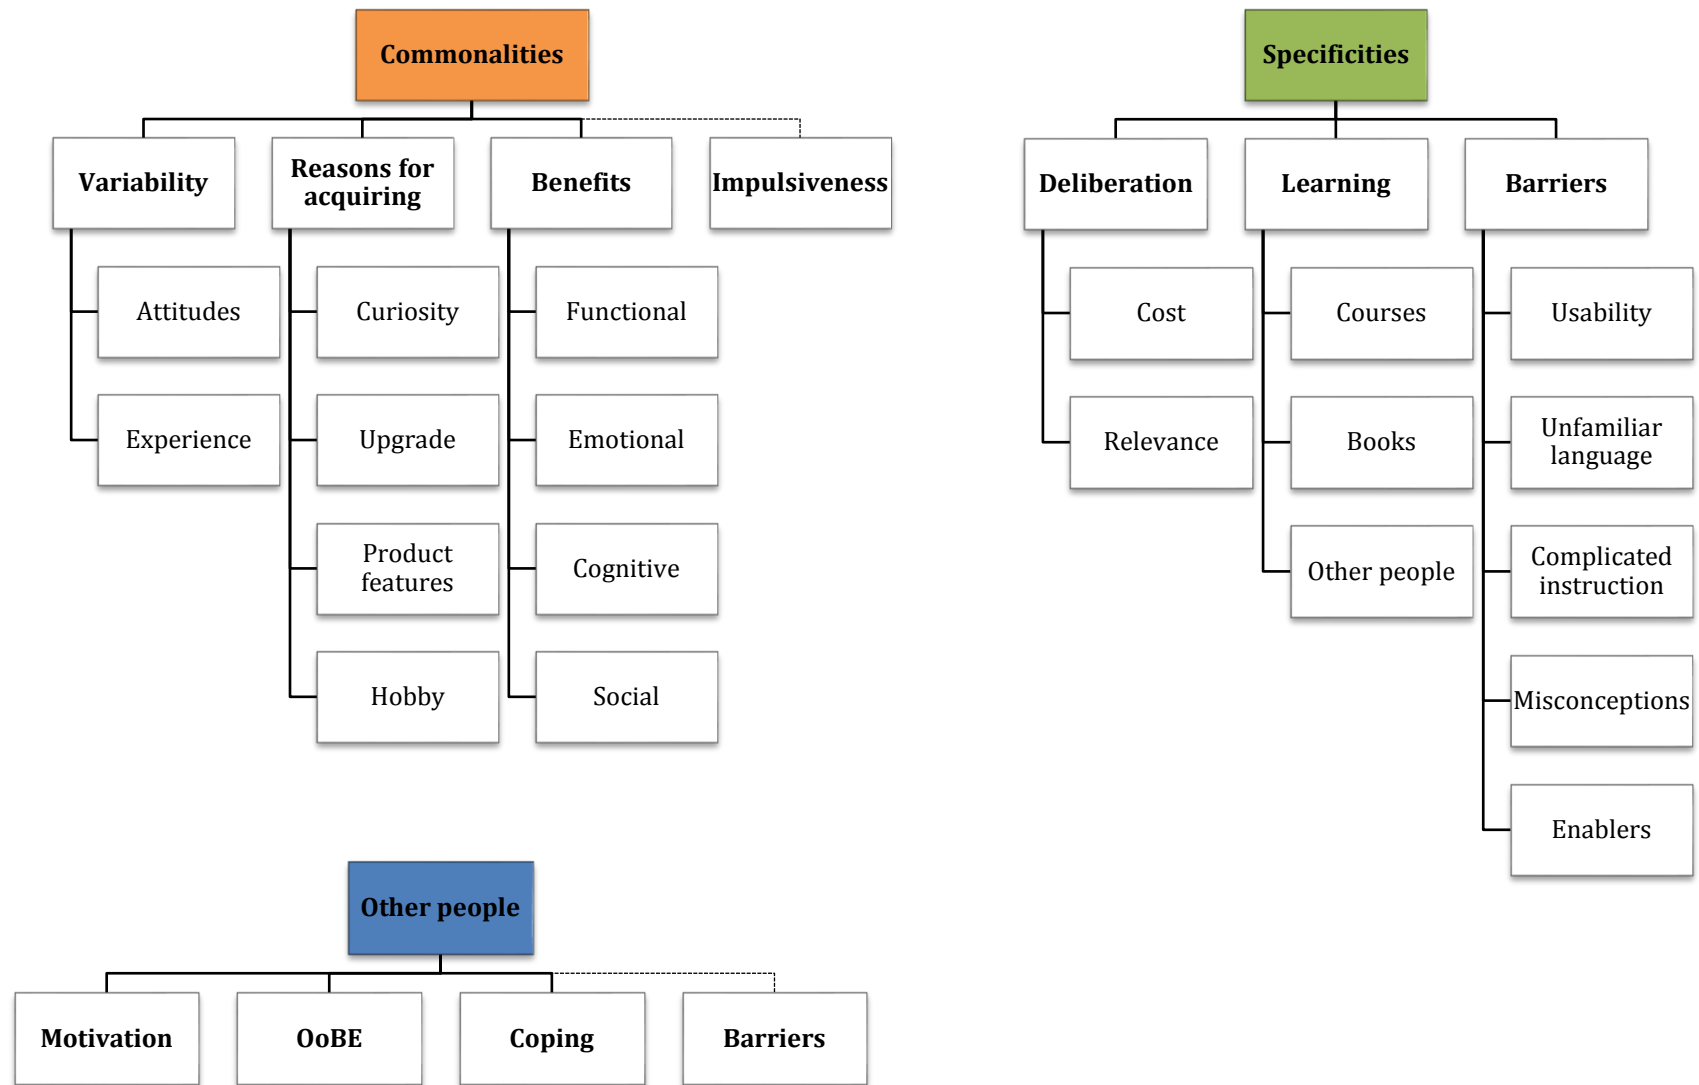 Commonalities
Variability
Reasons for
acquiring
Benefits
Impulsiveness
Attitudes
Experience
Curiosity
Upgrade
Product
features
Hobby
Functional
Emotional
Cognitive
Social
Specificities
Deliberation
Learning
Barriers
Cost
Relevance
Courses
Books
Other people
Usability
Unfamiliar
language
Complicated
instruction
Misconceptions
Enablers
Other people
Motivation
OoBE
Coping
Barriers